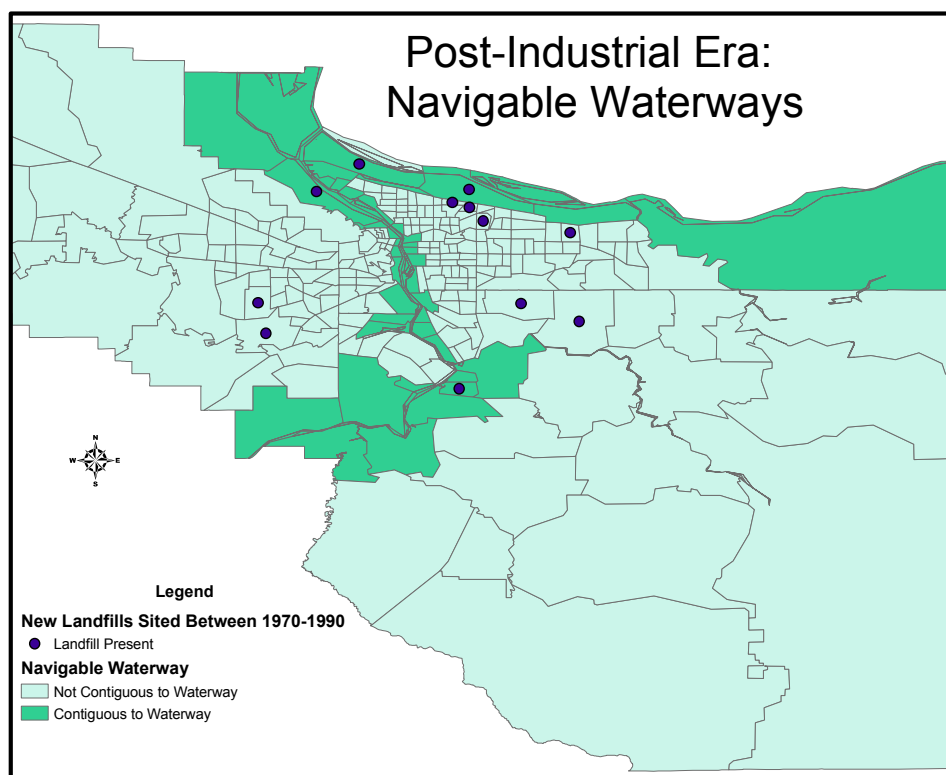 Post-Industrial Era:
Navigable Waterways
N
W E
S
Legend
New Landfills Sited Between 1970-1990
Landfill Present
Navigable Waterway
Not Contiguous to Waterway
Contiguous to Waterway